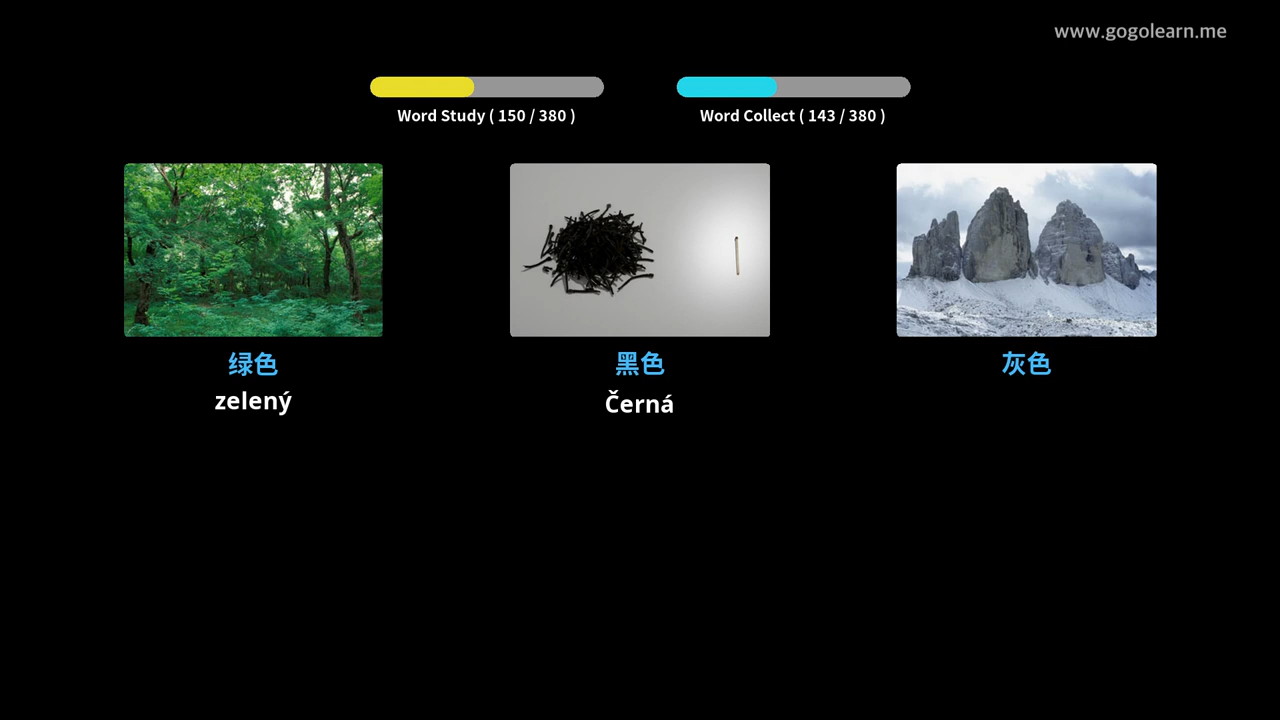 www.gogolearn.me
Word Study ( 150 / 380 )
Word Collect ( 143 / 380 )
绿色
zelený
黑色
Černá
灰色